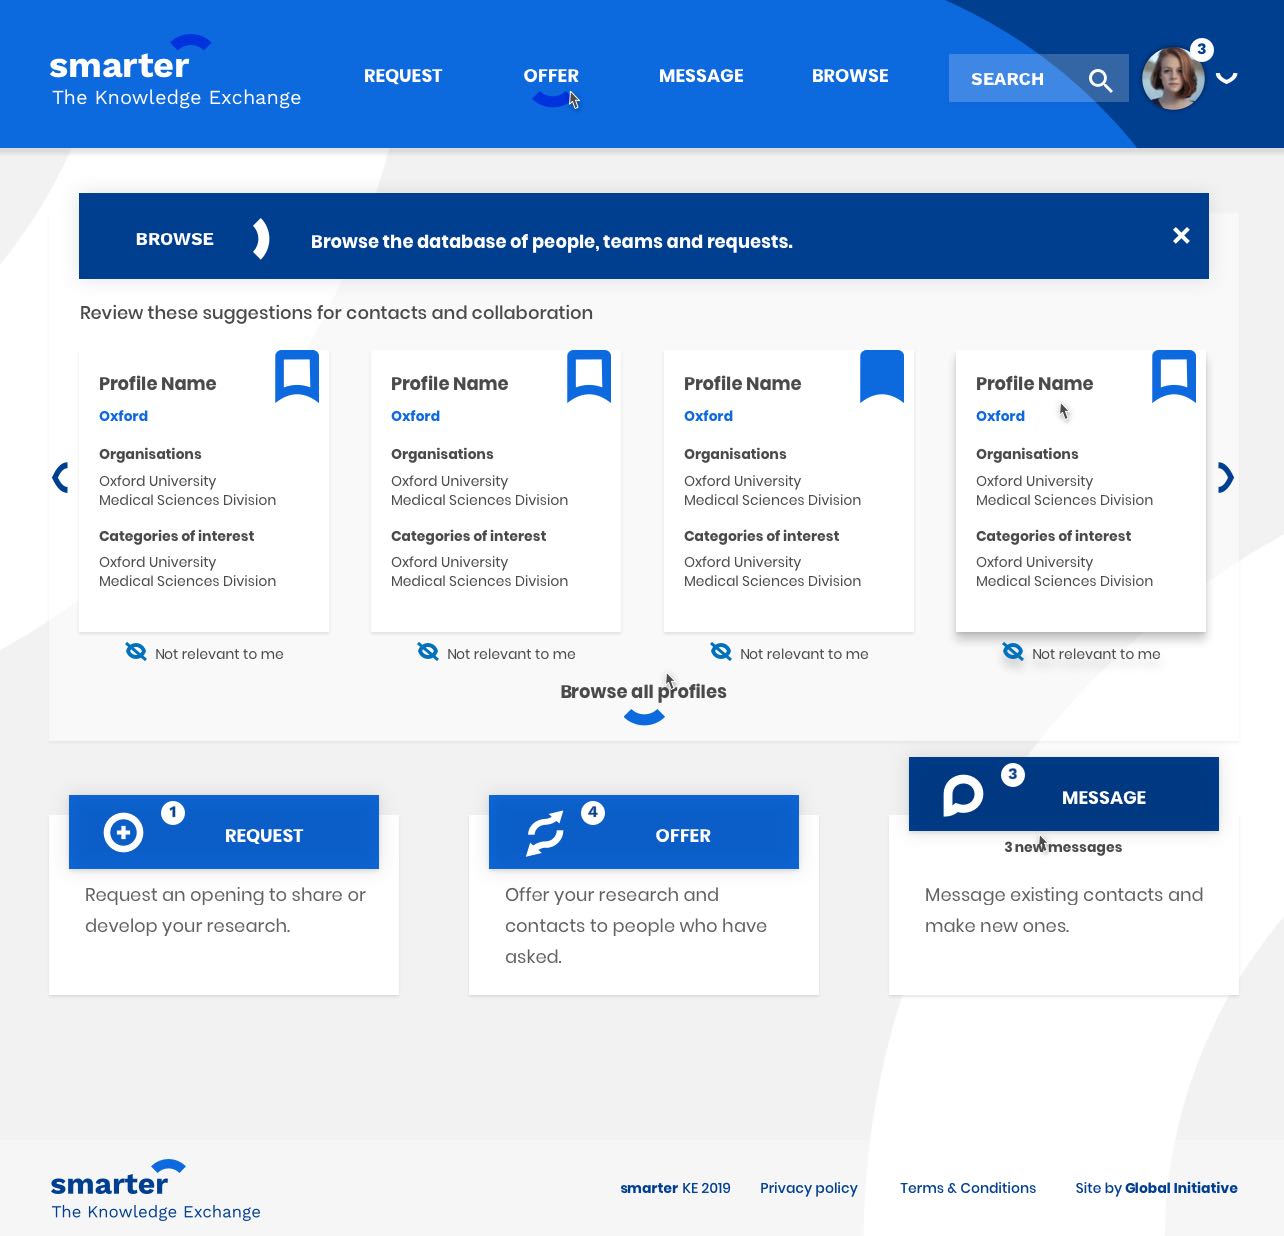 smarter
The Knowledge Exchange
REQUEST
OFFER
MESSAGE
BROWSE
SEARCH
3
BROWSE
Browse the database of people, teams and requests.
Review these suggestions for contacts and collaboration
Profile Name
Oxford
Organisations
Oxford University
Medical Sciences Division
Categories of interest
Oxford University
Medical Sciences Division
Not relevant to me
Profile Name
Oxford
Organisations
Oxford University
Medical Sciences Division
Categories of interest
Oxford University
Medical Sciences Division
Not relevant to me
Profile Name
Oxford
Organisations
Oxford University
Medical Sciences Division
Categories of interest
Oxford University
Medical Sciences Division
Not relevant to me
Profile Name
Oxford
Organisations
Oxford University
Medical Sciences Division
Categories of interest
Oxford University
Medical Sciences Division
Not relevant to me
Browse all profiles
1
REQUEST
Request an opening to share or
develop your research.
4
OFFER
Offer your research and
contacts to people who have
asked.
3
MESSAGE
3 new messages
Message existing contacts and
make new ones.
smarter
The Knowledge Exchange
smarter KE 2019
Privacy policy
Terms & Conditions
Site by Global Initiative